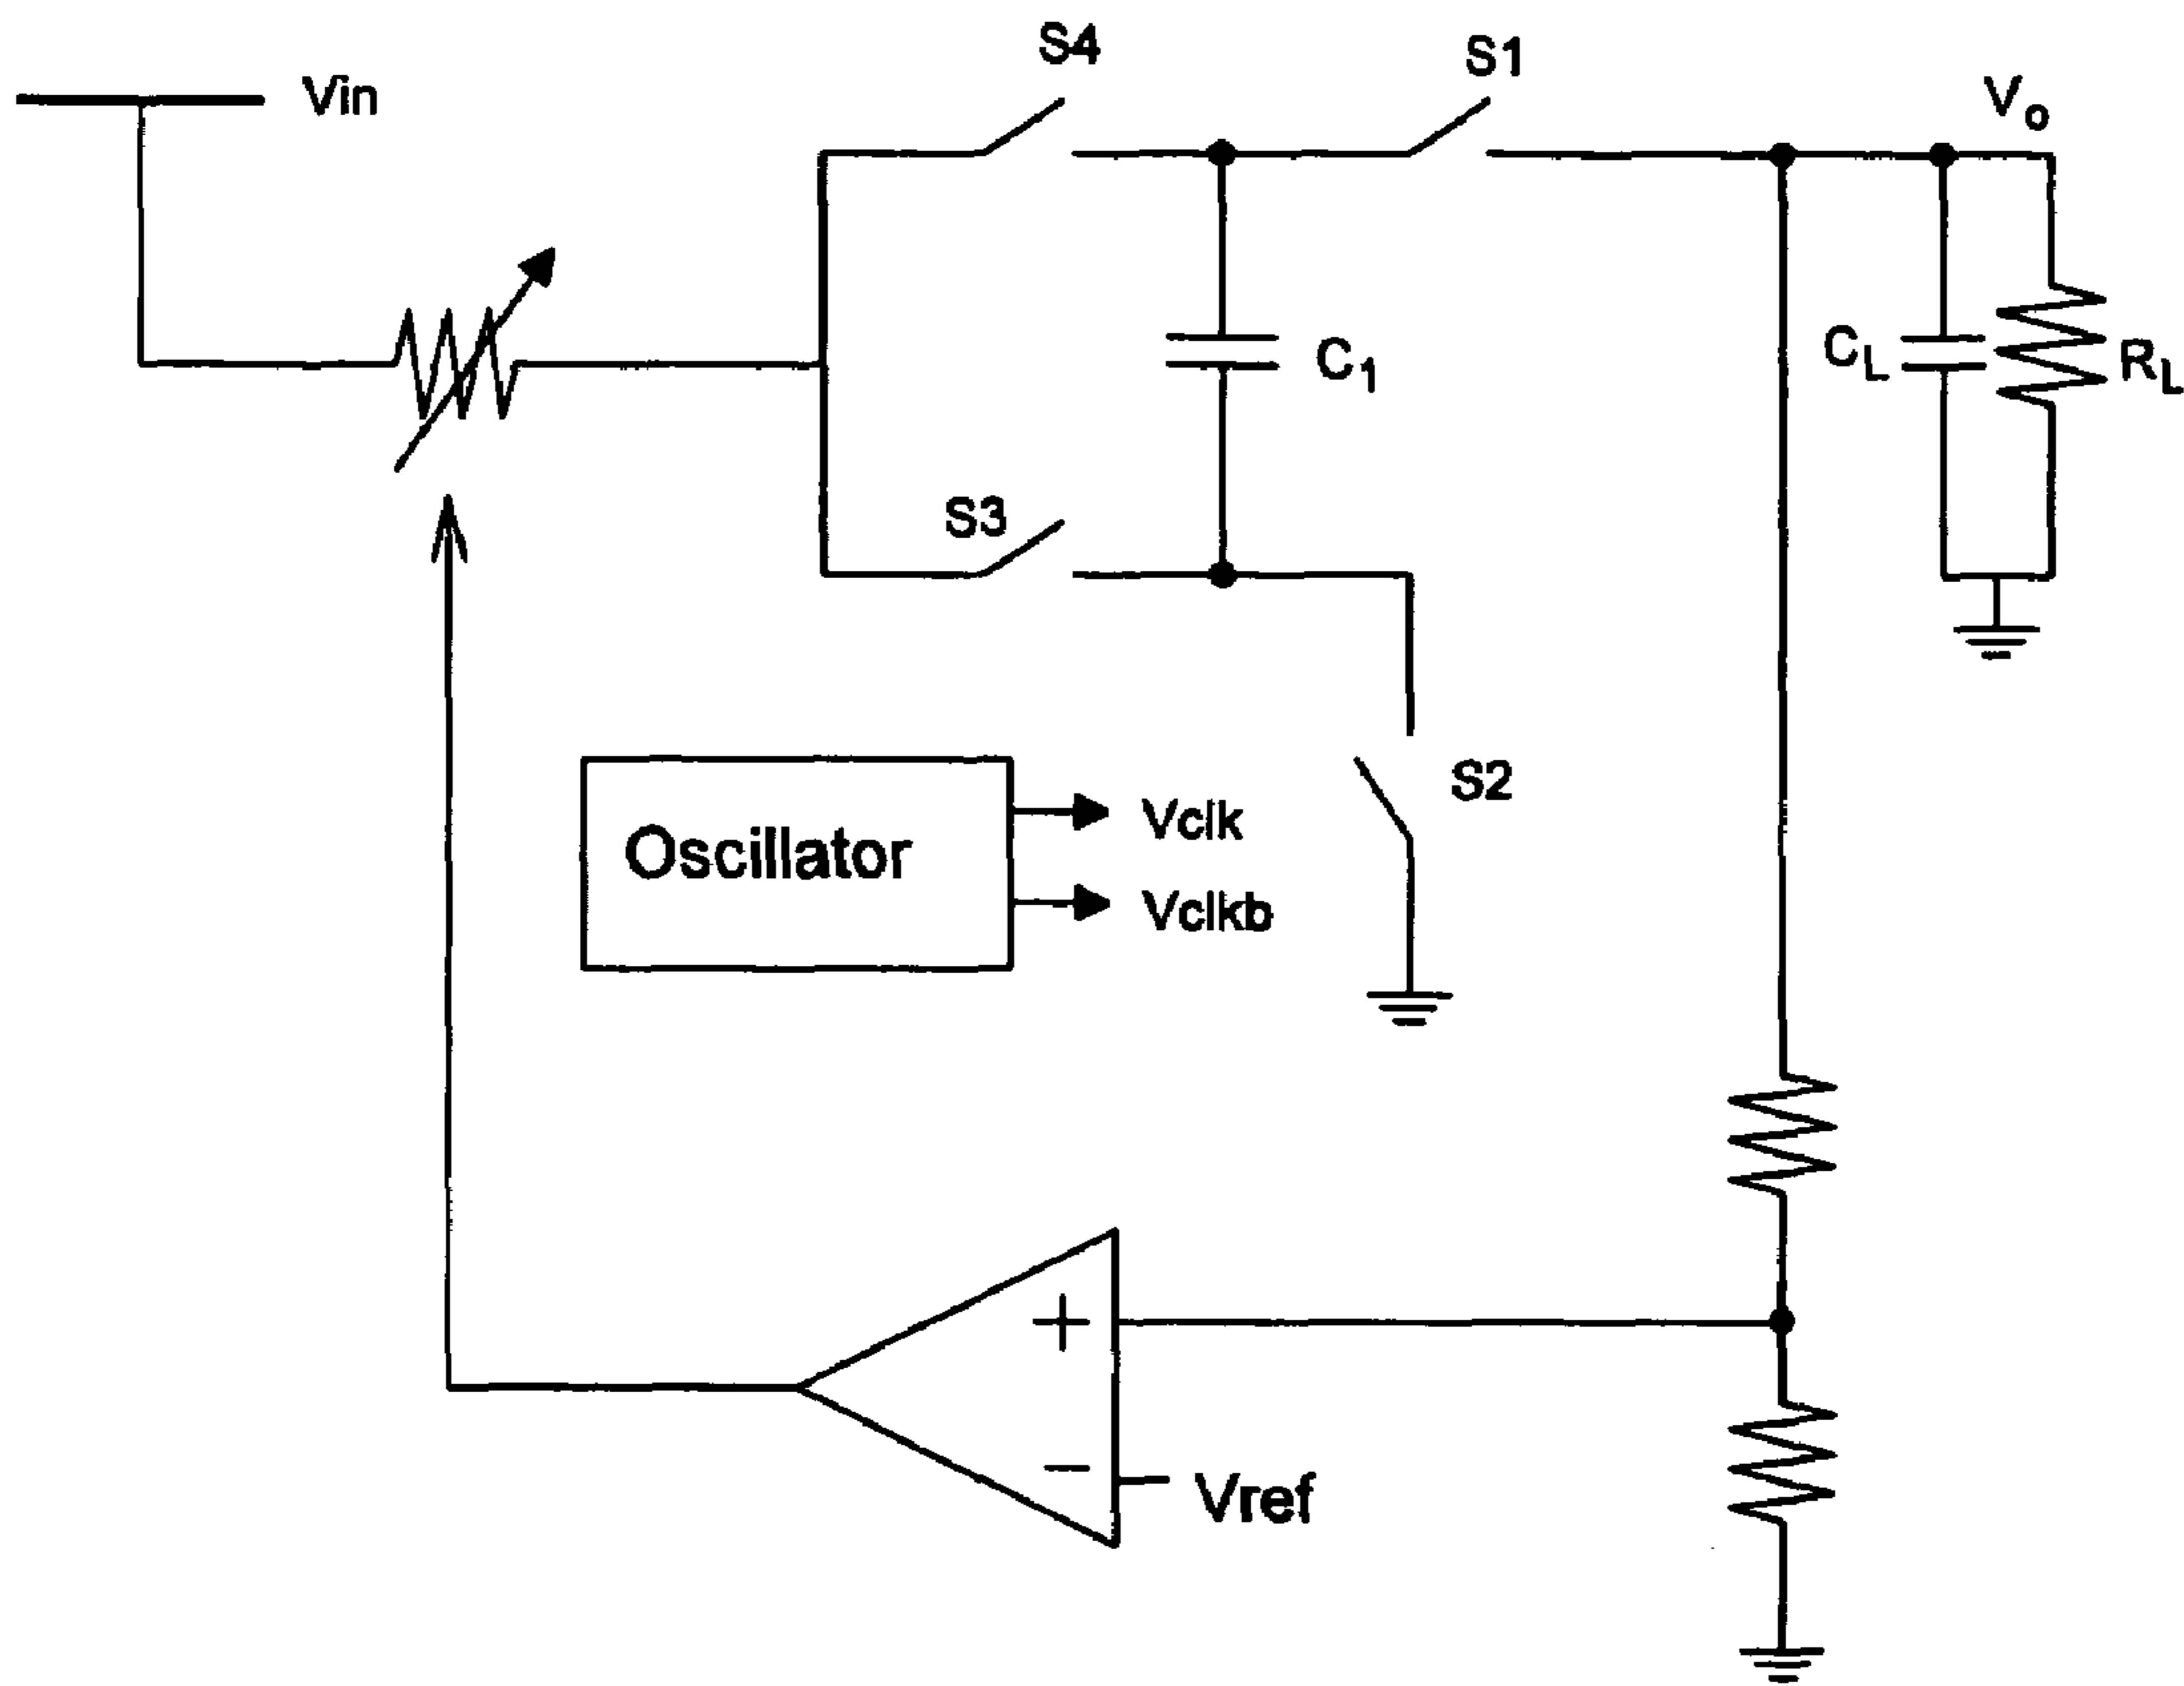 S4
S1
Vin
Vo
C1
CL
RL
S3
S2
Oscillator
Vclk
Vclkb
+
−
Vref